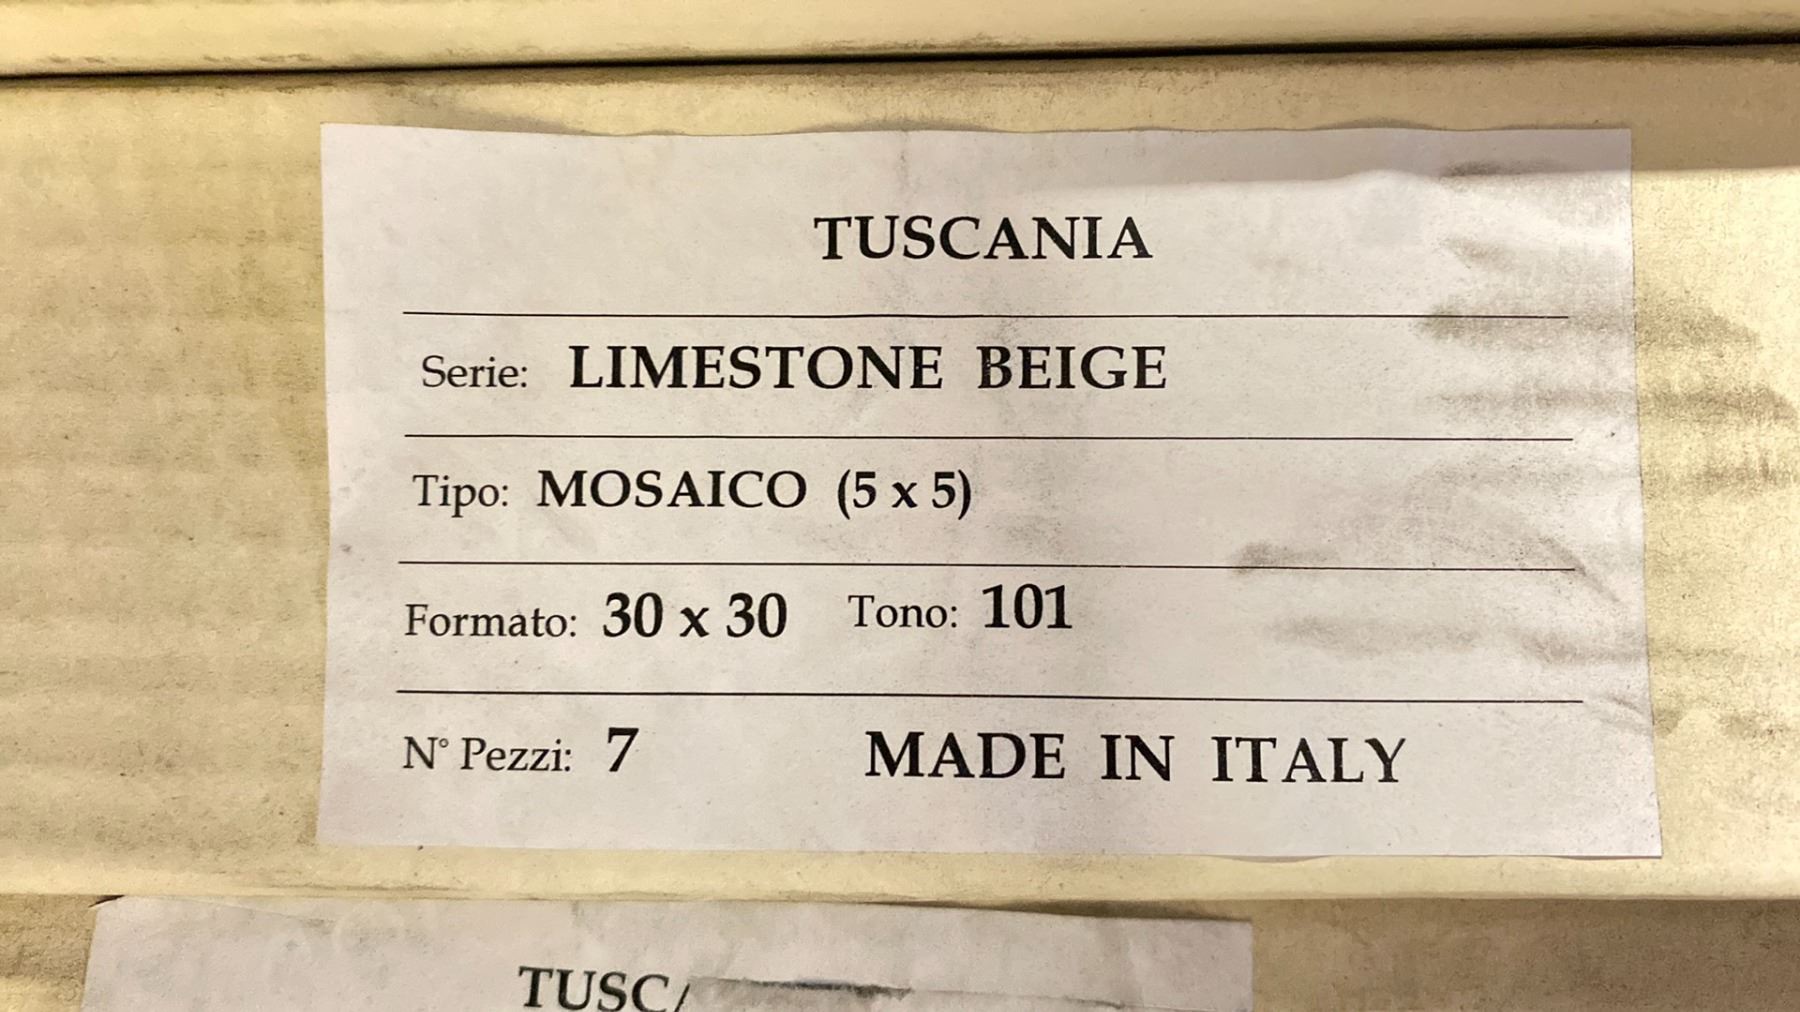 TUSCANIA
Serie: LIMESTONE BEIGE
Tipo: MOSAICO (5 x 5)
Formato: 30 x 30 Tono: 101
N° Pezzi: 7 MADE IN ITALY